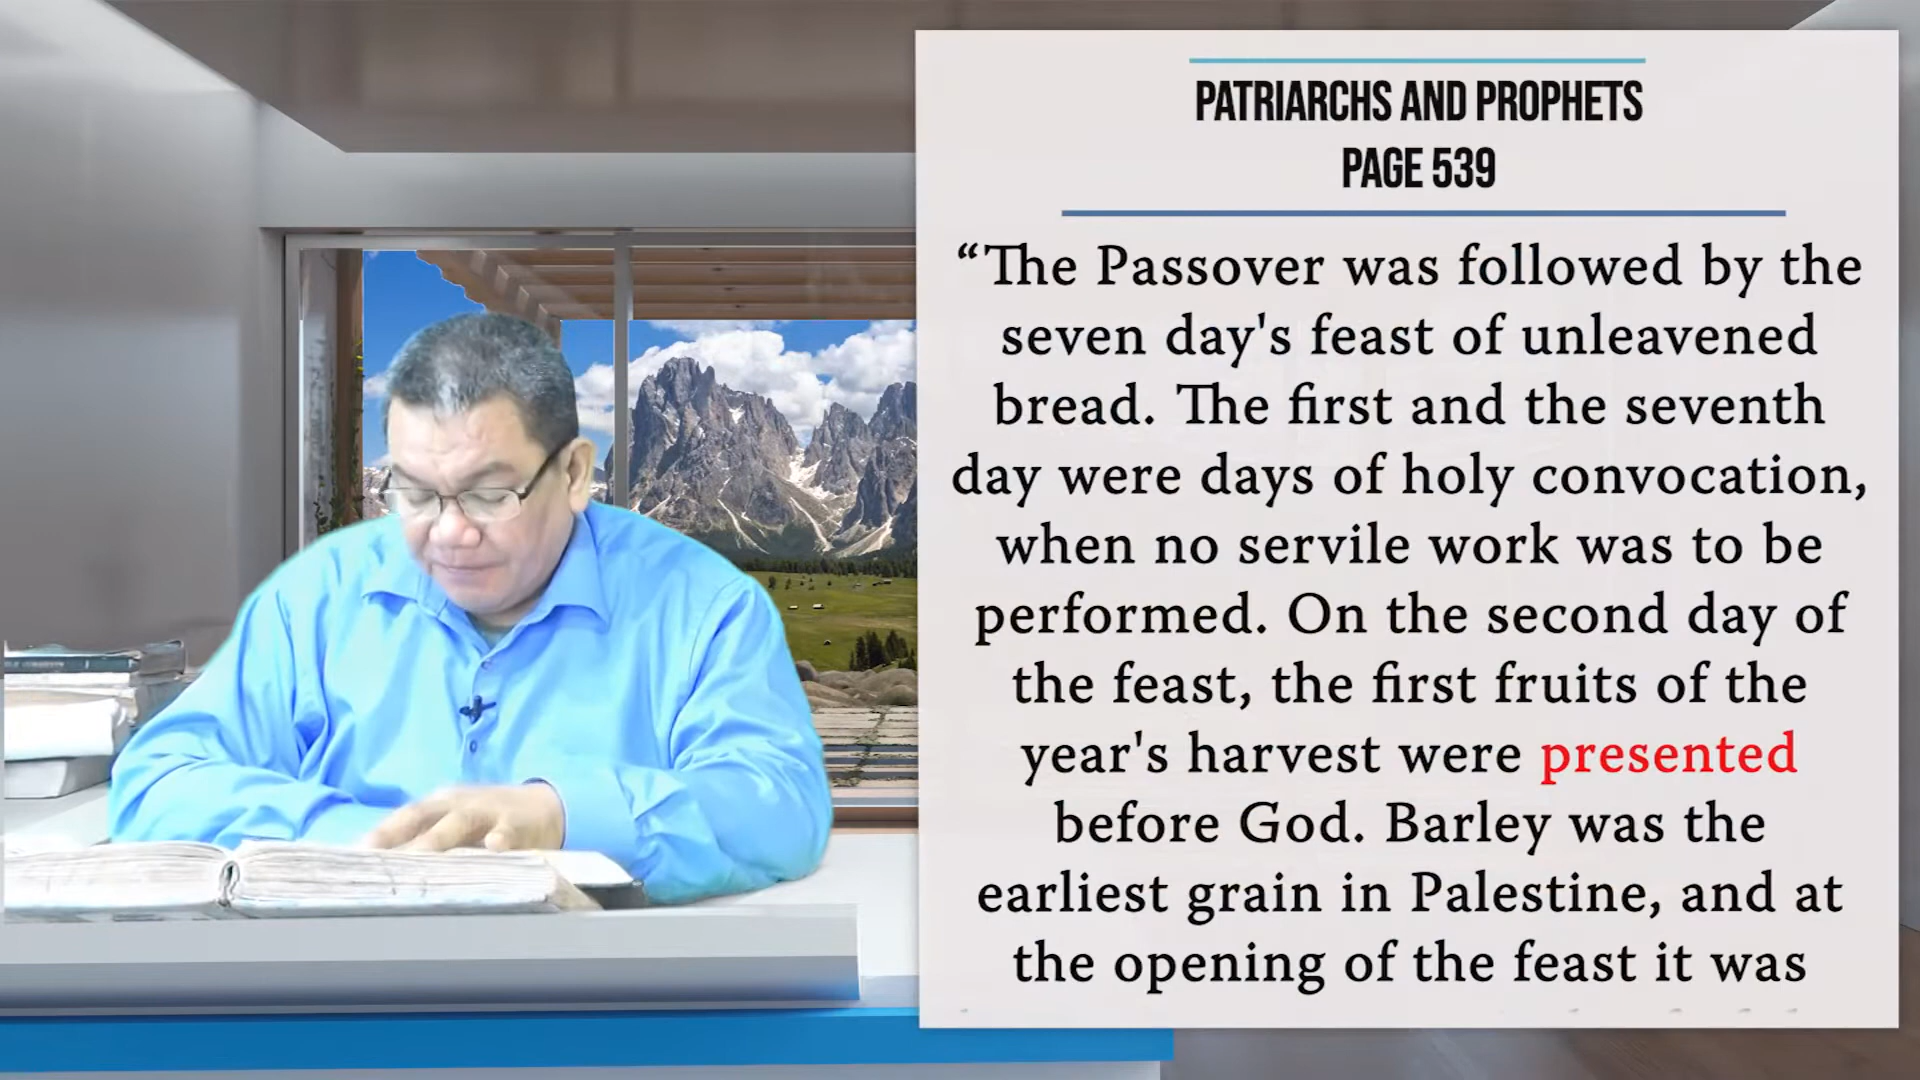 PATRIARCHS AND PROPHETS
PAGE 539
“The Passover was followed by the
seven day's feast of unleavened
bread. The first and the seventh
day were days of holy convocation,
when no servile work was to be
performed. On the second day of
the feast, the first fruits of the
year's harvest were presented
before God. Barley was the
earliest grain in Palestine, and at
the opening of the feast it was